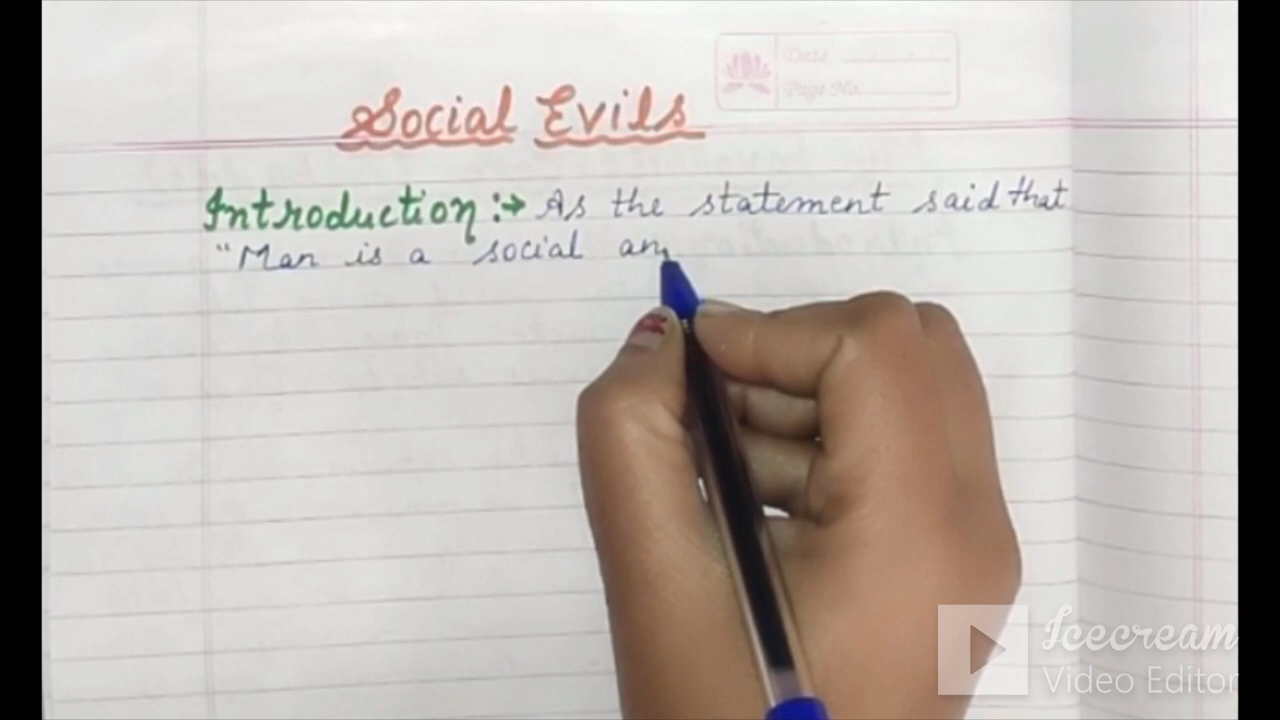 Date
Page No.
Social Evils
Introduction :→ As the statement said that
"Man is a social an
Icecream
Video Editor